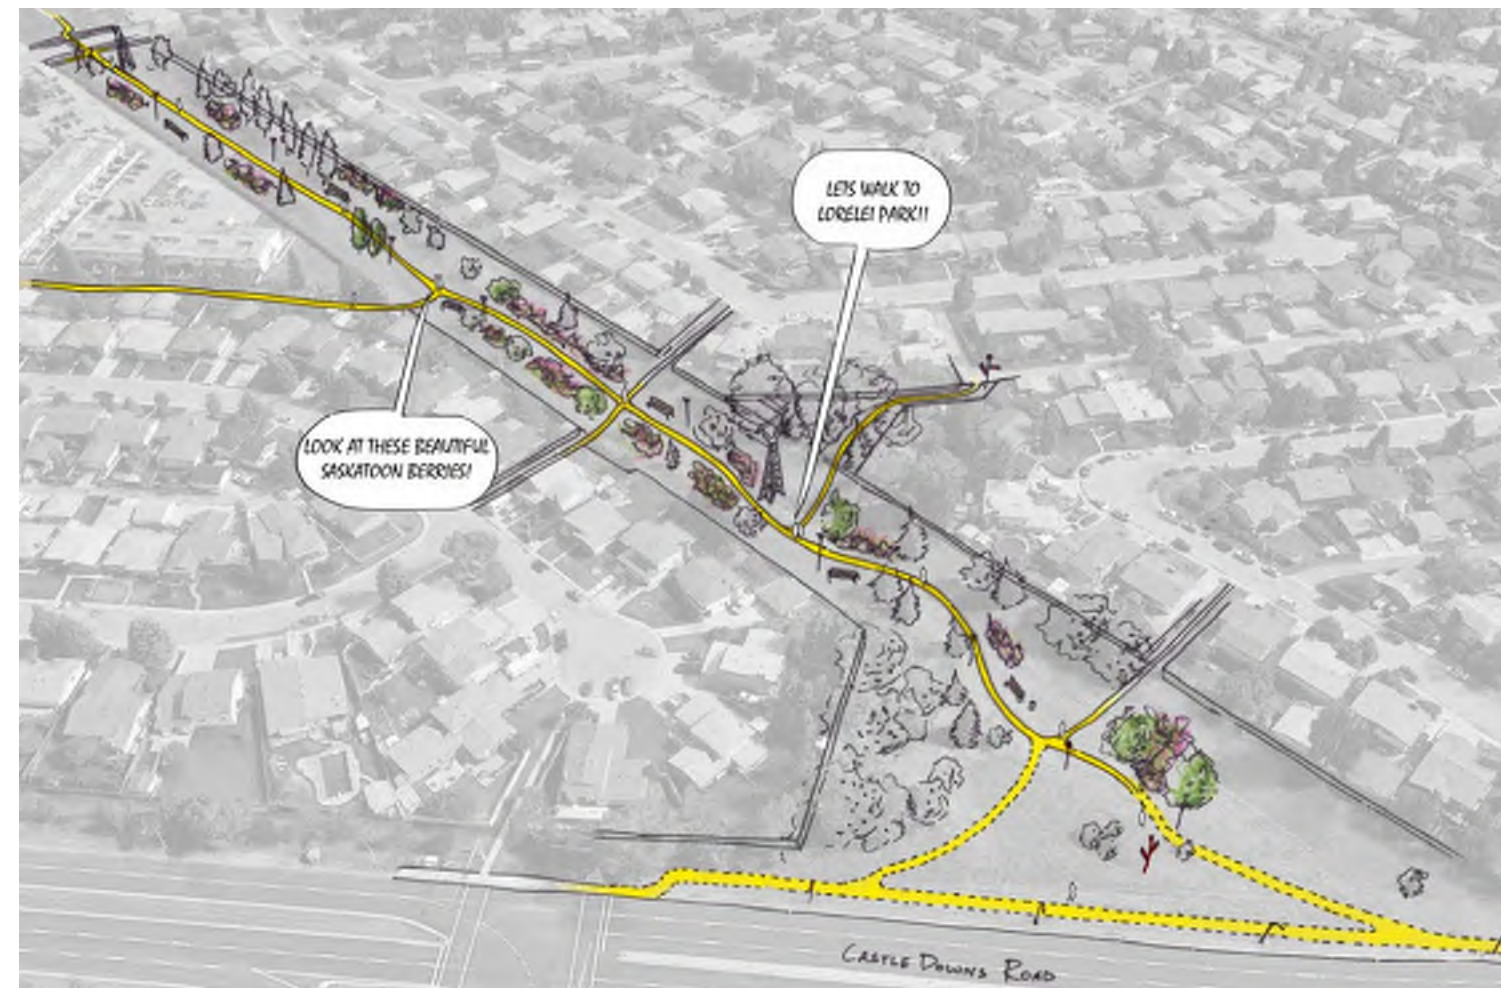 LETS WALK TO
LORELEI PARK!!
LOOK AT THESE BEAUTIFUL
SASKATOON BERRIES!
CASTLE DOWNS ROAD